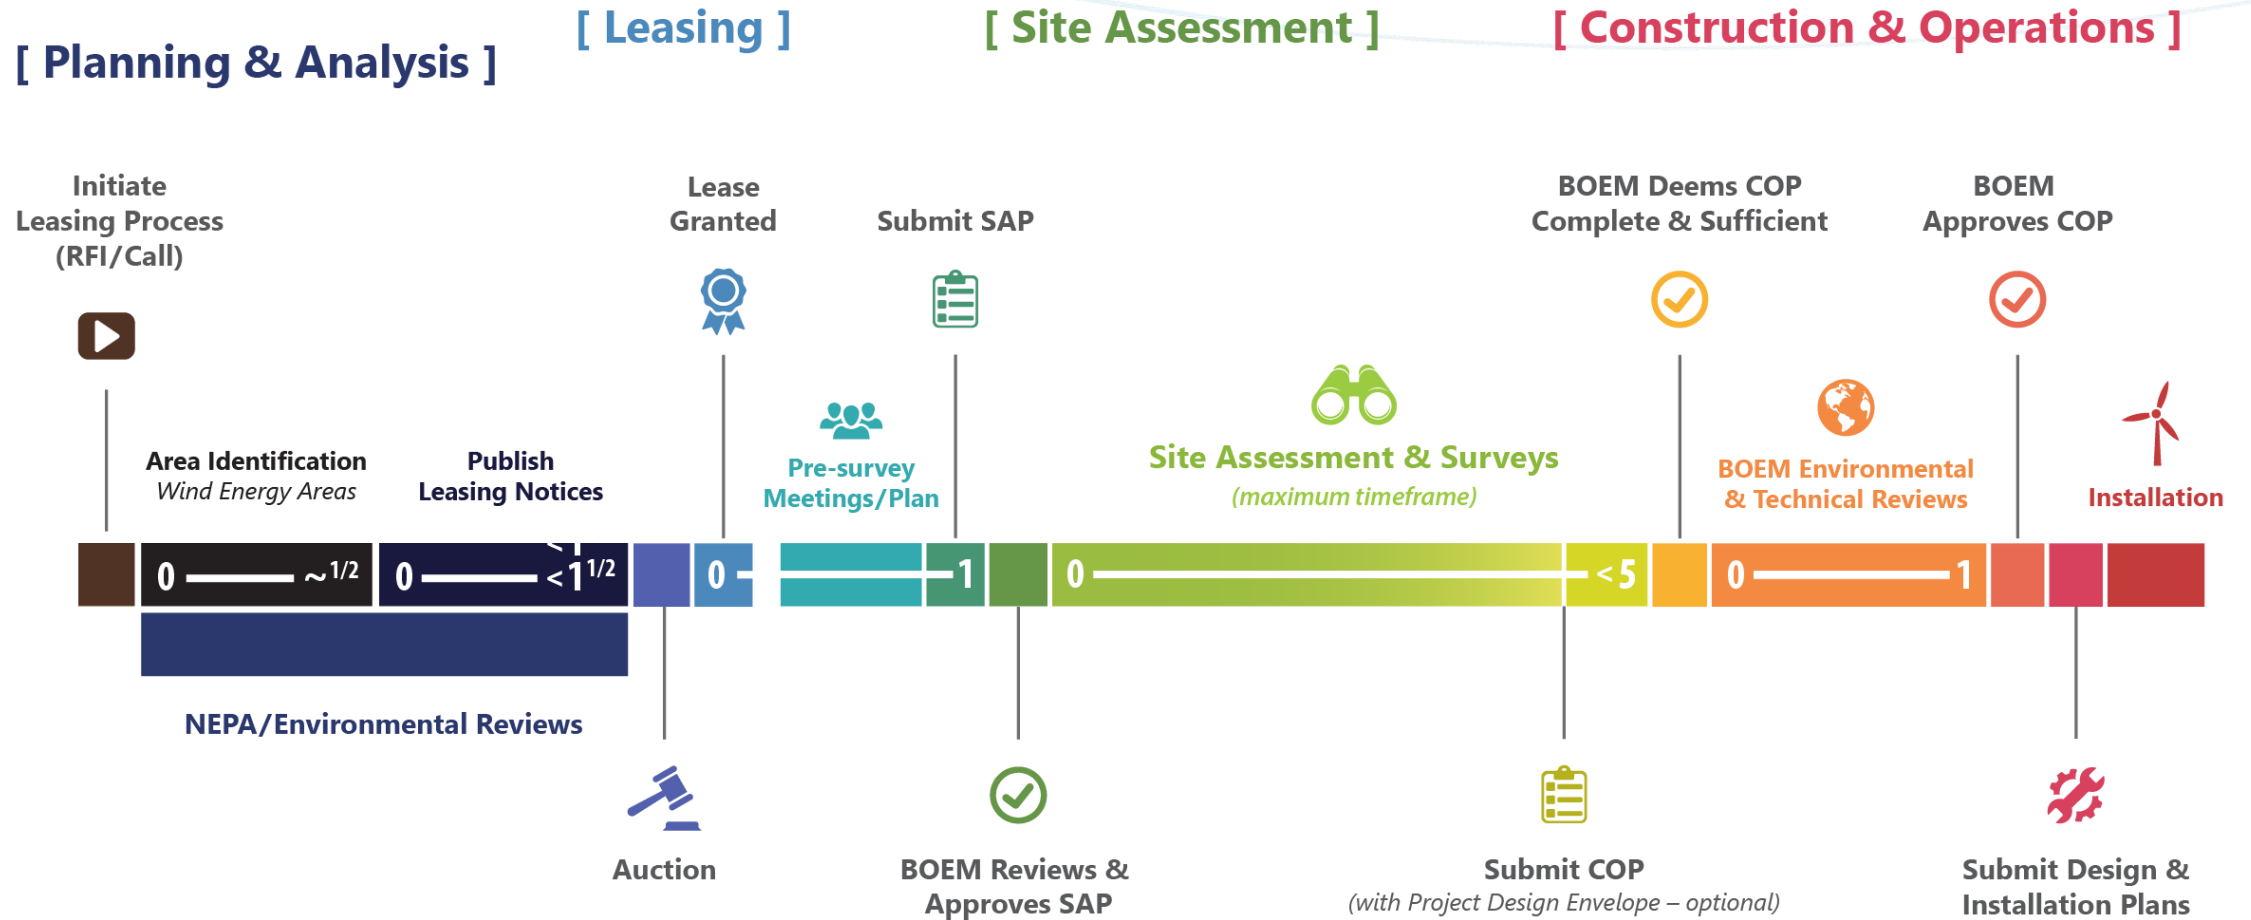 [ Planning & Analysis ]
[ Leasing ]
[ Site Assessment ]
[ Construction & Operations ]
Initiate
Leasing Process
(RFI/Call)
Lease
Granted
Submit SAP
BOEM Deems COP
Complete & Sufficient
BOEM
Approves COP
Area Identification
Wind Energy Areas
Publish
Leasing Notices
Pre-survey
Meetings/Plan
Site Assessment & Surveys
(maximum timeframe)
BOEM Environmental
& Technical Reviews
Installation
0 ~1/2
0 <1 1/2
0 1
0 <5
0 1
NEPA/Environmental Reviews
Auction
BOEM Reviews &
Approves SAP
Submit COP
(with Project Design Envelope – optional)
Submit Design &
Installation Plans